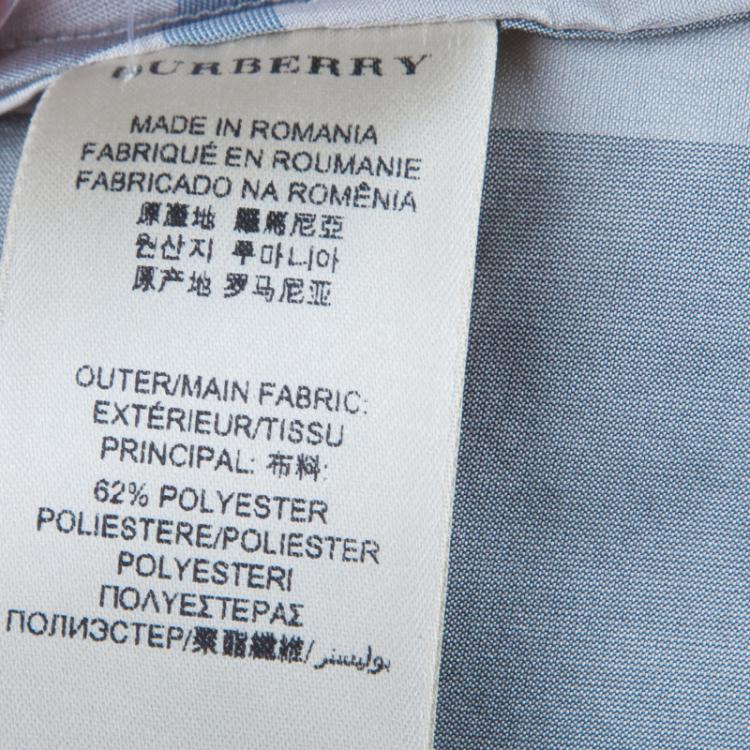 BURBERRY
MADE IN ROMANIA
FABRIQUÉ EN ROUMANIE
FABRICADO NA ROMÊNIA
原產地 羅馬尼亞
원산지 루마니아
原产地 罗马尼亚
OUTER/MAIN FABRIC:
EXTÉRIEUR/TISSU
PRINCIPAL: 布料:
62% POLYESTER
POLIESTERE/POLIESTER
POLYESTERI
ΠΟΛΥΕΣΤΕΡΑΣ
ПОЛИЭСТЕР/聚酯纖維/بوليستر